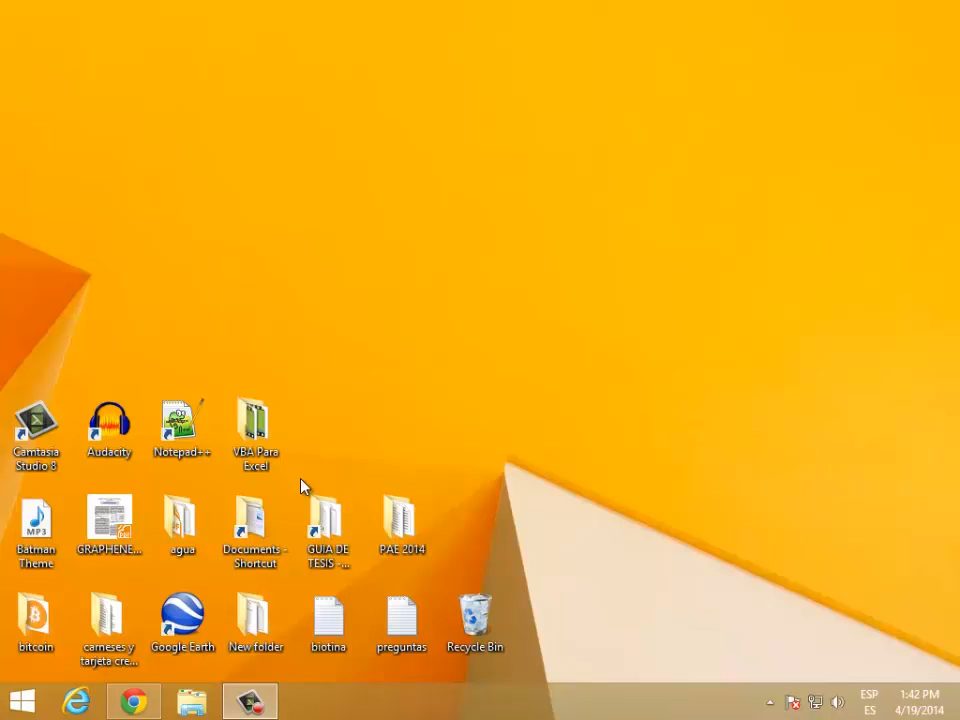 Camtasia
Studio 8
Audacity
Notepad++
VBA Para
Excel
MP3
Batman
Theme
GRAPHENE...
agua
Documents -
Shortcut
GUIA DE
TESIS -...
PAE 2014
bitcoin
carneses y
tarjeta cre...
Google Earth
New folder
biotina
preguntas
Recycle Bin
ESP
ES
1:42 PM
4/19/2014